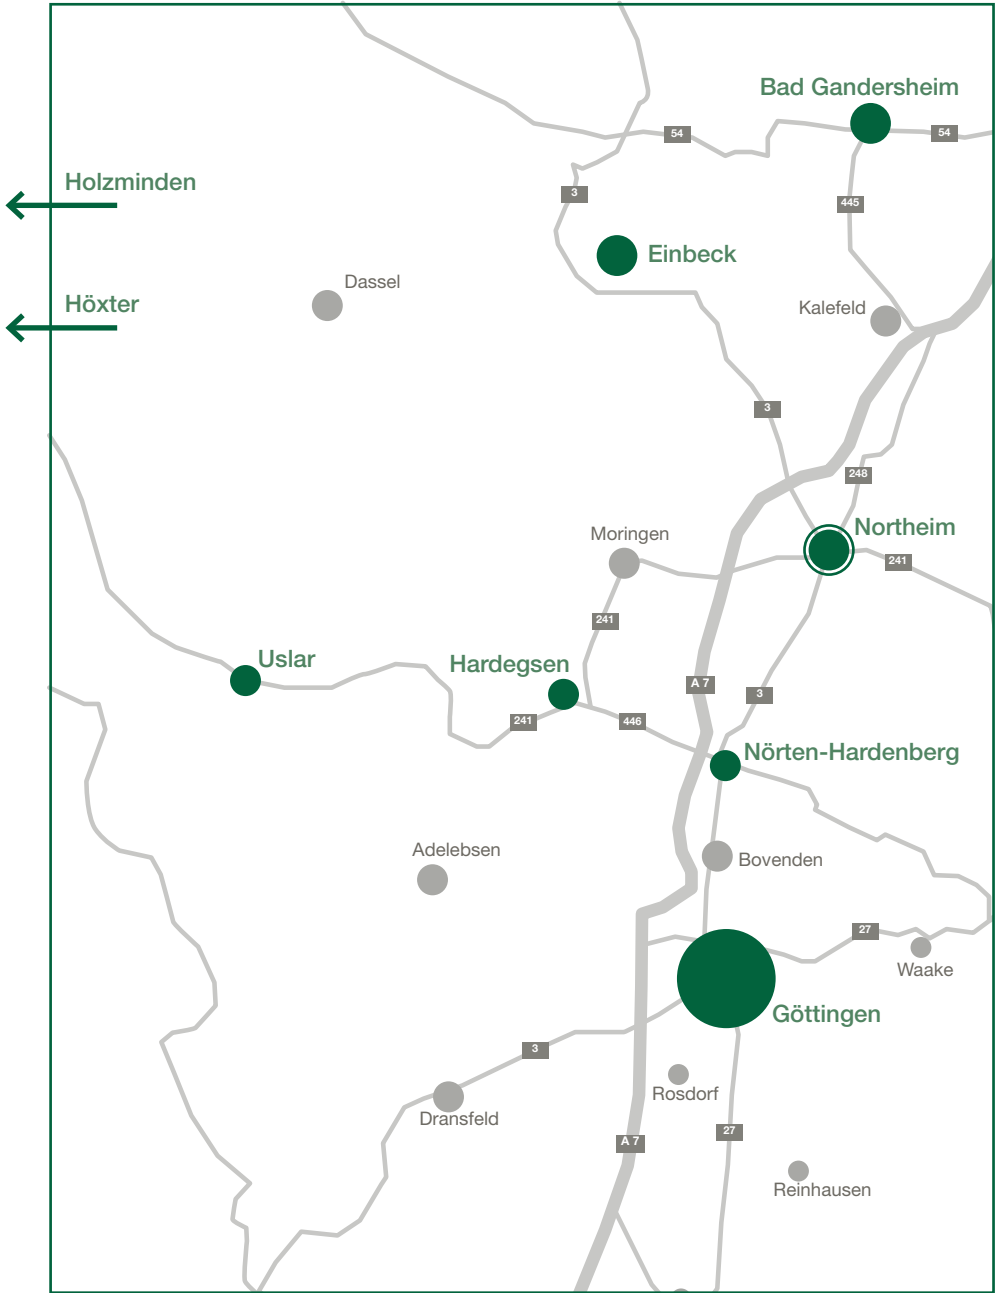 Bad Gandersheim
54
54
Holzminden
3
445
Einbeck
Dassel
Höxter
Kalefeld
3
248
Northeim
Moringen
241
241
Uslar
Hardegsen
A 7
3
241
446
Nörten-Hardenberg
Adelebsen
Bovenden
27
Waake
Göttingen
3
Rosdorf
Dransfeld
27
A 7
Reinhausen